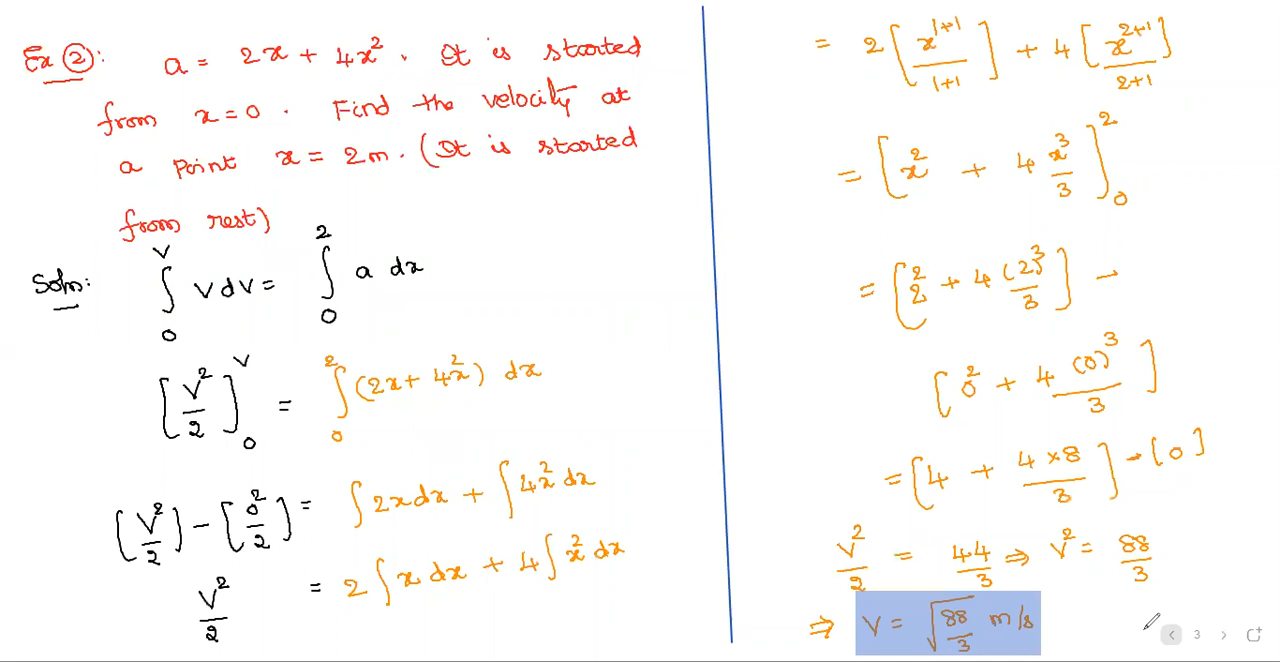 Ex ②: a = 2x + 4x². It is started
from x = 0. Find the velocity at
a point x = 2m. (It is started
from rest)
Soln: ∫₀^V V dV = ∫₀² a dx
[V²/2]₀^V = ∫₀² (2x + 4x²) dx
[V²/2] - [0²/2] = ∫2x dx + ∫4x² dx
V²/2 = 2∫x dx + 4∫x² dx
= 2[x^(1+1)/(1+1)] + 4[x^(2+1)/(2+1)]
= [x² + 4 x³/3]₀²
= [2² + 4 (2)³/3] -
[0² + 4 (0)³/3]
= [4 + (4×8)/3] - [0]
V²/2 = 44/3 ⇒ V² = 88/3
⇒ V = √(88/3) m/s
< 3 >